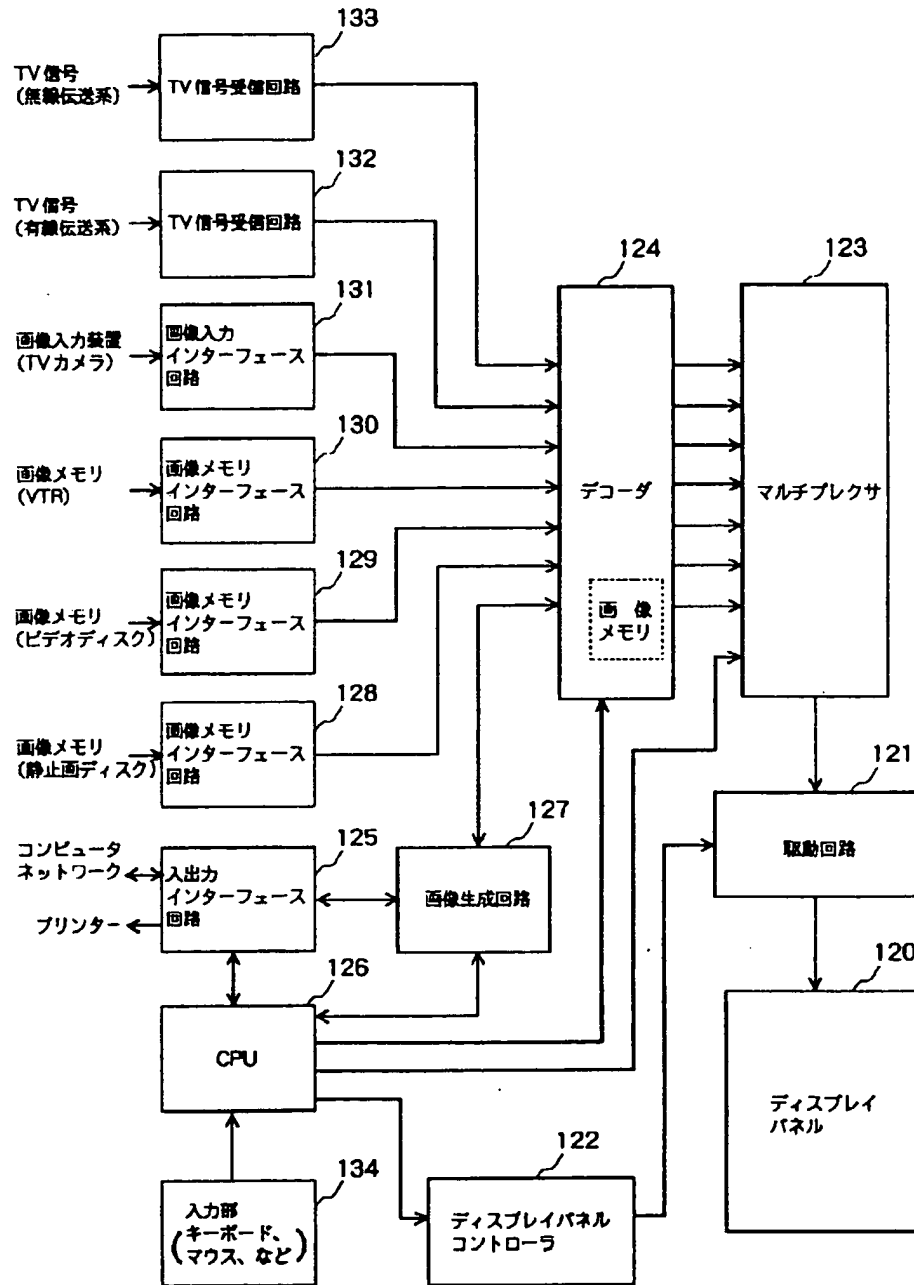 133
TV信号
(無線伝送系)
TV信号受信回路
132
TV信号
(有線伝送系)
TV信号受信回路
131
画像入力装置
(TVカメラ)
画像入力
インターフェース
回路
130
画像メモリ
(VTR)
画像メモリ
インターフェース
回路
129
画像メモリ
(ビデオディスク)
画像メモリ
インターフェース
回路
128
画像メモリ
(静止画ディスク)
画像メモリ
インターフェース
回路
124
デコーダ
画像
メモリ
123
マルチプレクサ
125
コンピュータ
ネットワーク
プリンター
入出力
インターフェース
回路
127
画像生成回路
121
駆動回路
126
CPU
120
ディスプレイ
パネル
134
入力部
(キーボード、
マウス、など)
122
ディスプレイパネル
コントローラ